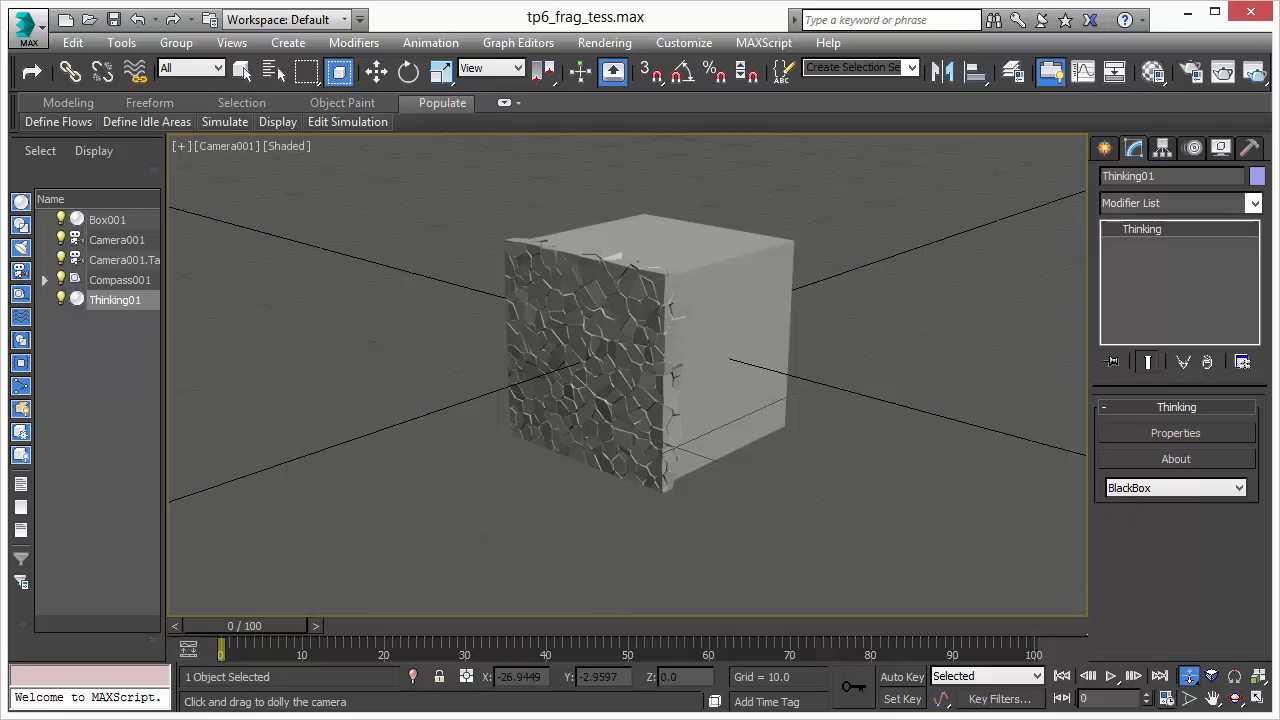 Workspace: Default
tp6_frag_tess.max
Type a keyword or phrase
MAX
Edit Tools Group Views Create Modifiers Animation Graph Editors Rendering Customize MAXScript Help
All
View
3
%
ABC
Create Selection Se
Modeling Freeform Selection Object Paint Populate
Define Flows Define Idle Areas Simulate Display Edit Simulation
Select Display
[+][Camera001][Shaded]
Name
Box001
Camera001
Camera001.Ta
Compass001
Thinking01
Thinking01
Modifier List
Thinking
- Thinking
Properties
About
BlackBox
< 0 / 100 >
0 10 20 30 40 50 60 70 80 90 100
1 Object Selected X: -26.9449 Y: -2.9597 Z: 0.0 Grid = 10.0 Auto Key Selected
Welcome to MAXScript. Click and drag to dolly the camera Add Time Tag Set Key Key Filters... 0